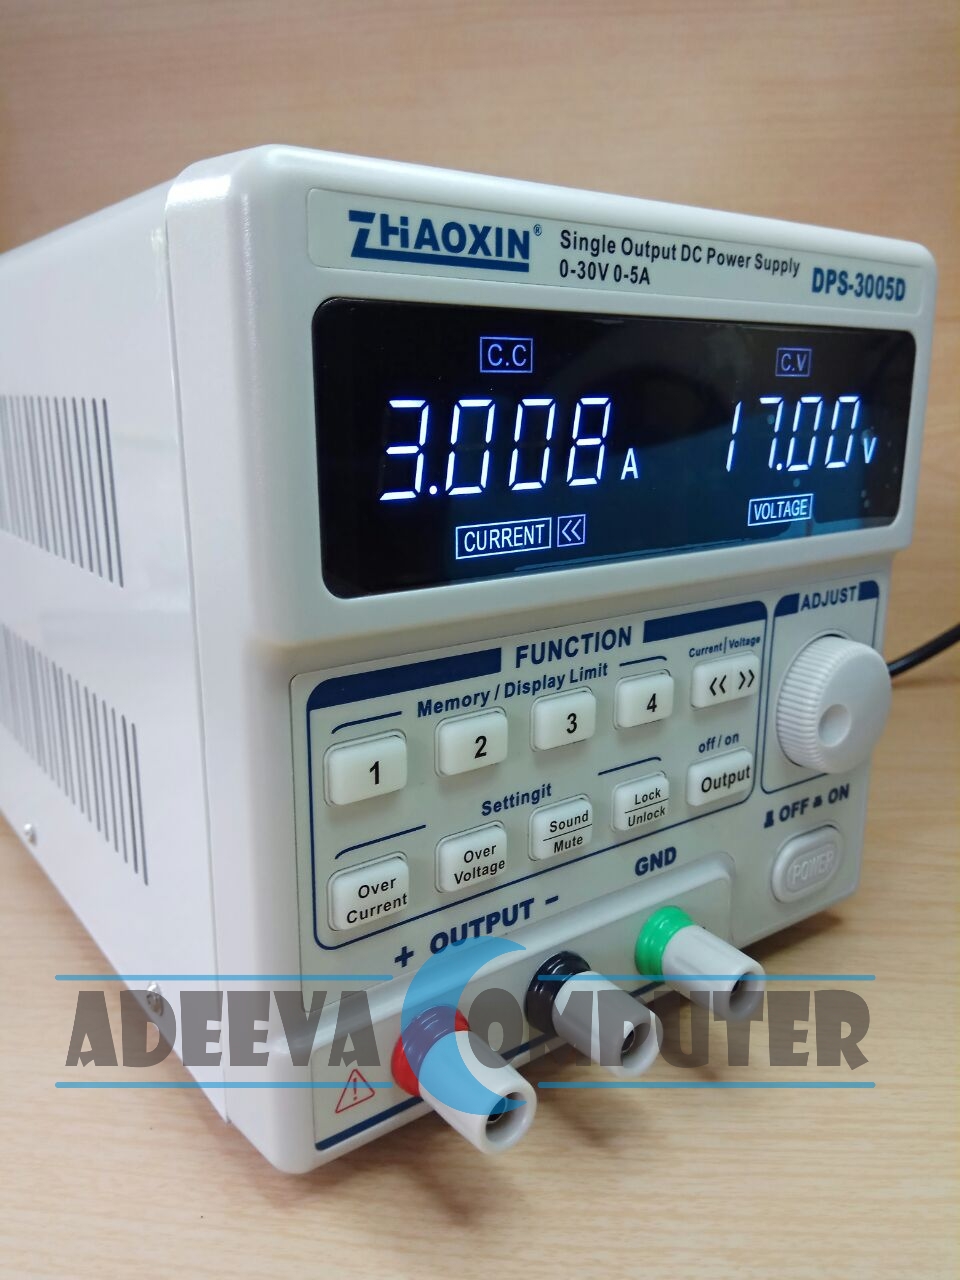 ZHAOXIN®
Single Output DC Power Supply
0-30V 0-5A
DPS-3005D
C.C
C.V
3.008 A
17.00 V
CURRENT <<
VOLTAGE
FUNCTION
ADJUST
Memory / Display Limit
Current / Voltage
1
2
3
4
<< >>
Settingit
off / on
Over
Current
Over
Voltage
Sound
Mute
Lock
Unlock
Output
OFF ON
POWER
+ OUTPUT -
GND
ADEEVA COMPUTER